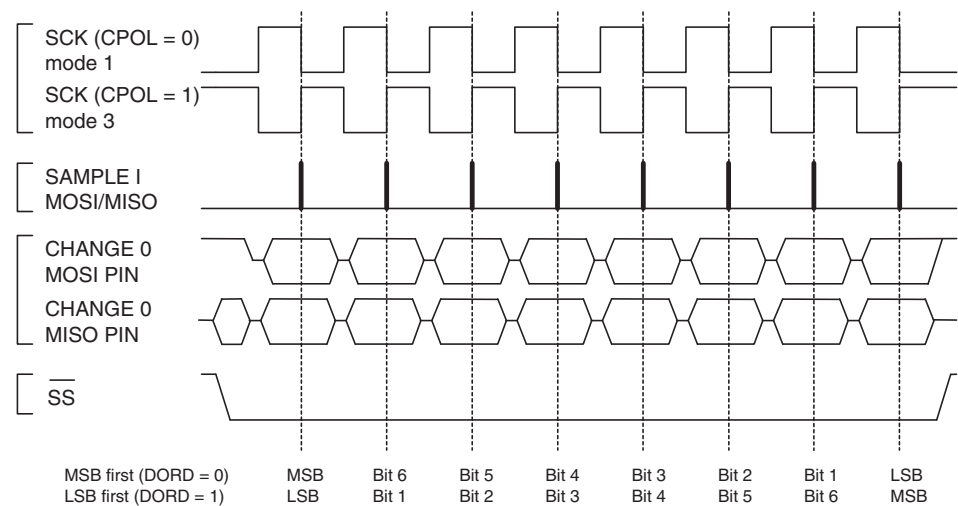 SCK (CPOL = 0)
mode 1
SCK (CPOL = 1)
mode 3
SAMPLE I
MOSI/MISO
CHANGE 0
MOSI PIN
CHANGE 0
MISO PIN
SS
MSB first (DORD = 0) MSB Bit 6 Bit 5 Bit 4 Bit 3 Bit 2 Bit 1 LSB
LSB first (DORD = 1) LSB Bit 1 Bit 2 Bit 3 Bit 4 Bit 5 Bit 6 MSB